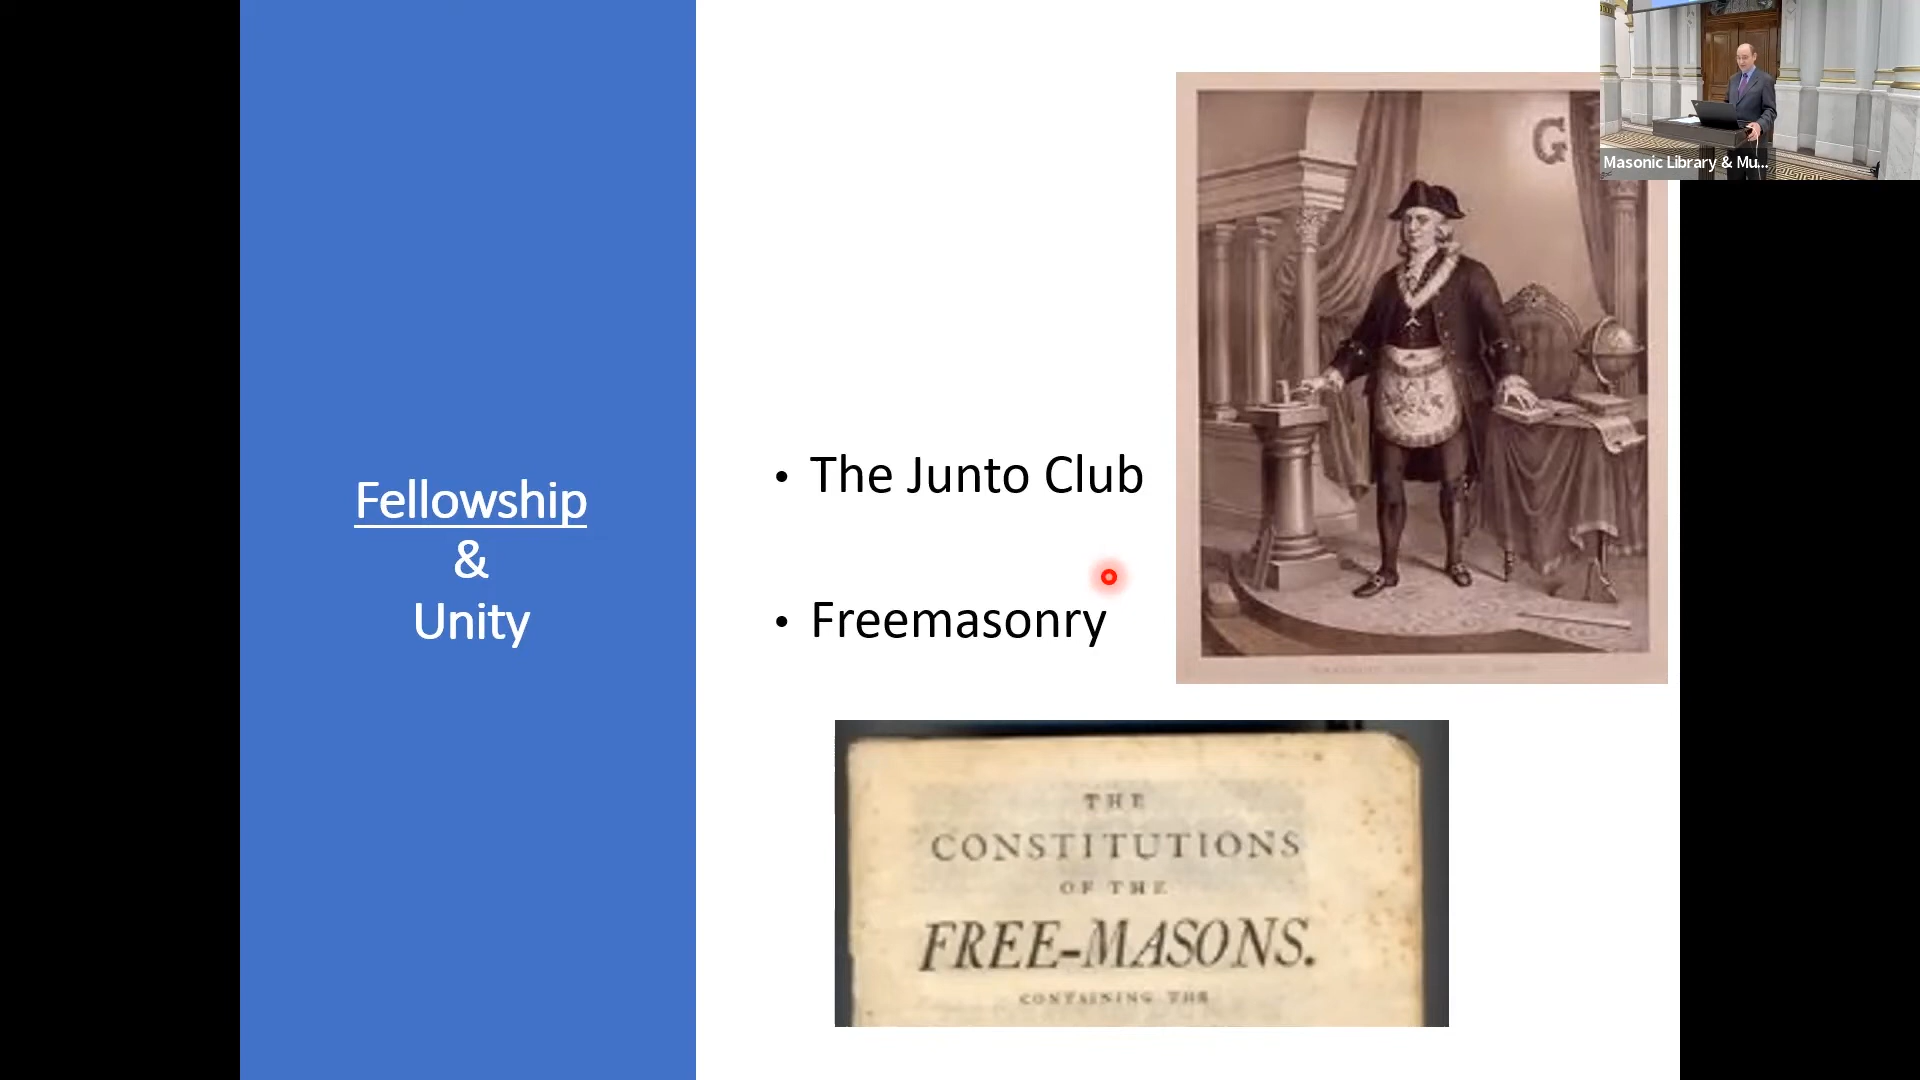 Fellowship
&
Unity
• The Junto Club
• Freemasonry
G
Masonic Library & Mu...
THE
CONSTITUTIONS
OF THE
FREE-MASONS.
CONTAINING THE